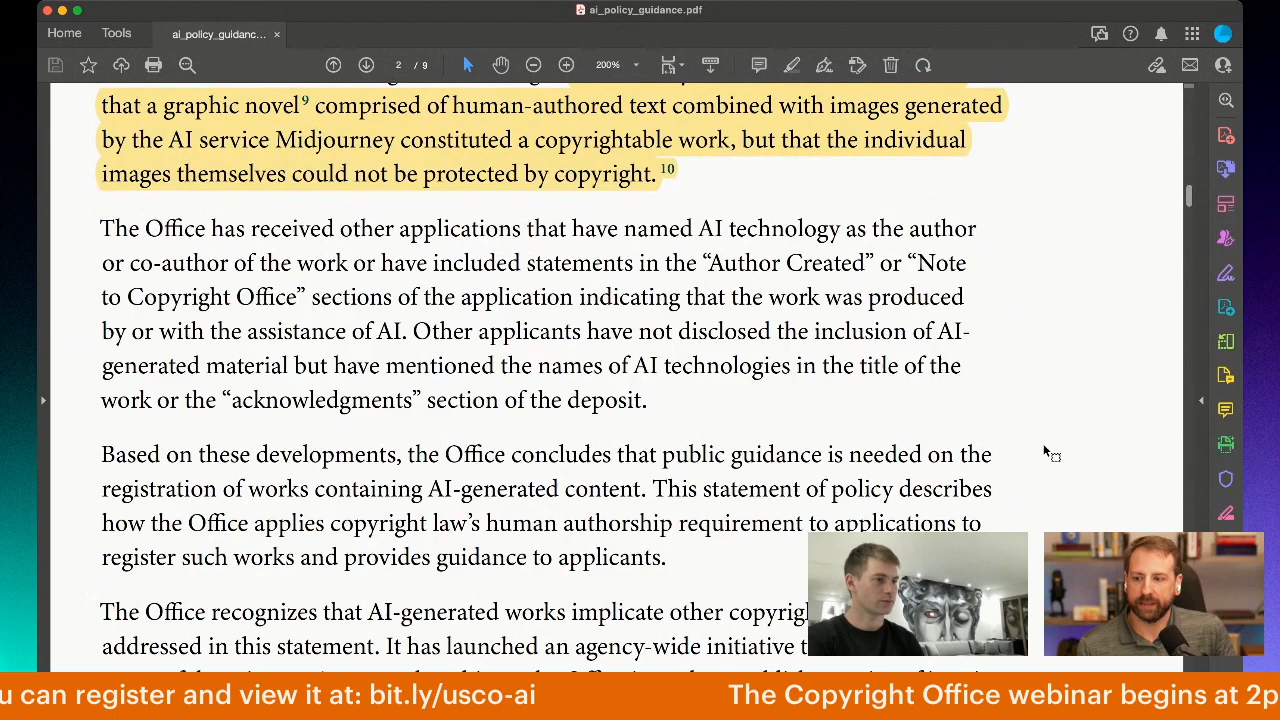 ai_policy_guidance.pdf
Home Tools ai_policy_guidanc... ×
2 / 9 200%
that a graphic novel⁹ comprised of human-authored text combined with images generated
by the AI service Midjourney constituted a copyrightable work, but that the individual
images themselves could not be protected by copyright.¹⁰
The Office has received other applications that have named AI technology as the author
or co-author of the work or have included statements in the “Author Created” or “Note
to Copyright Office” sections of the application indicating that the work was produced
by or with the assistance of AI. Other applicants have not disclosed the inclusion of AI-
generated material but have mentioned the names of AI technologies in the title of the
work or the “acknowledgments” section of the deposit.
Based on these developments, the Office concludes that public guidance is needed on the
registration of works containing AI-generated content. This statement of policy describes
how the Office applies copyright law’s human authorship requirement to applications to
register such works and provides guidance to applicants.
The Office recognizes that AI-generated works implicate other copyrig
addressed in this statement. It has launched an agency-wide initiative t
u can register and view it at: bit.ly/usco-ai The Copyright Office webinar begins at 2p